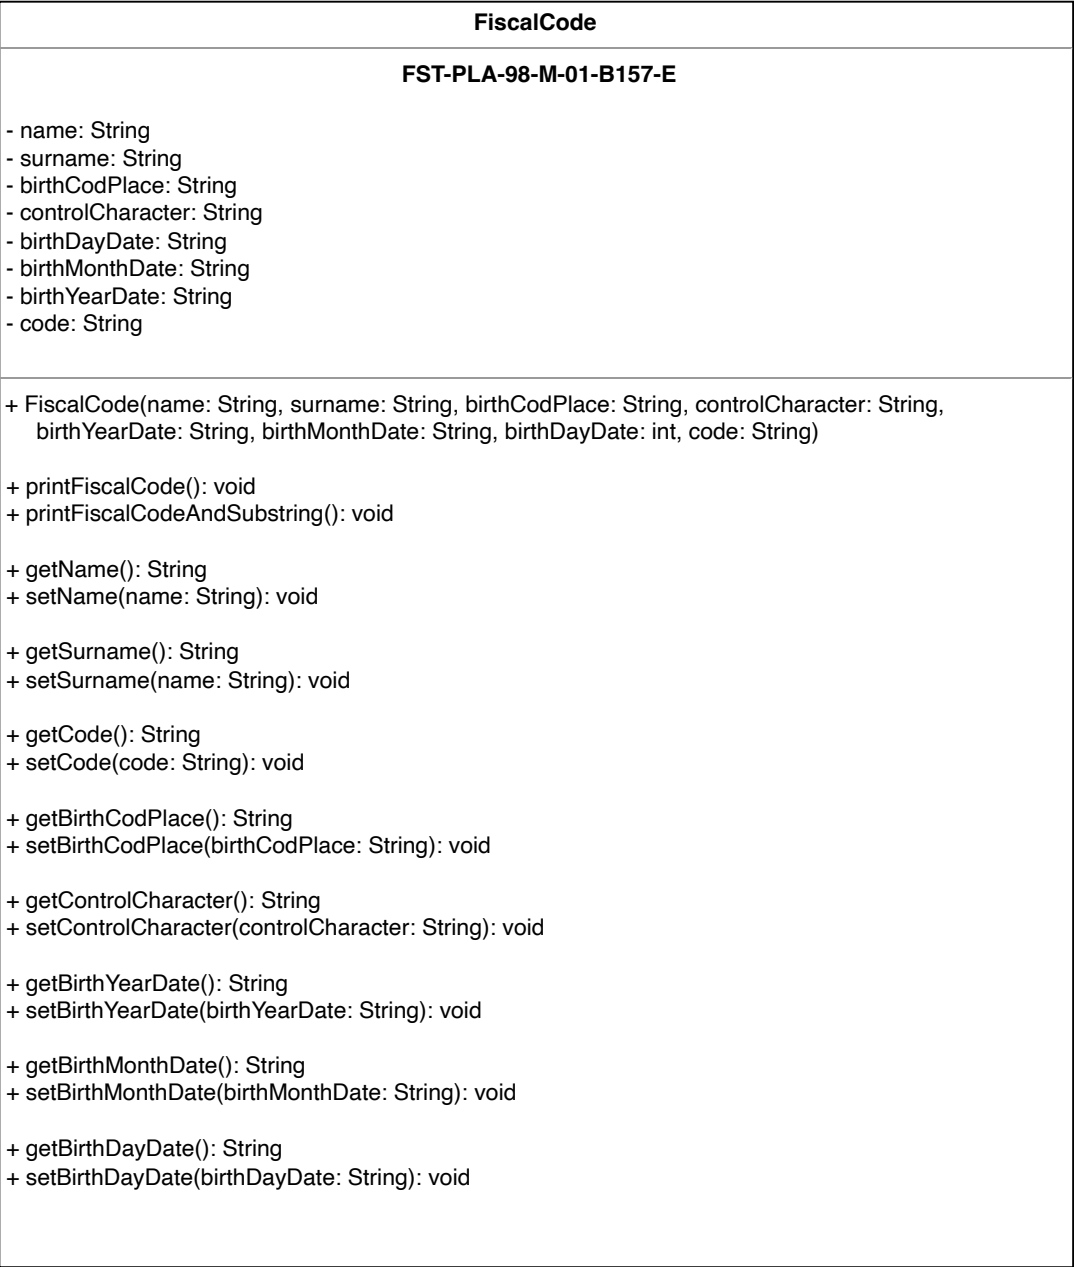 FiscalCode
FST-PLA-98-M-01-B157-E
- name: String
- surname: String
- birthCodPlace: String
- controlCharacter: String
- birthDayDate: String
- birthMonthDate: String
- birthYearDate: String
- code: String
+ FiscalCode(name: String, surname: String, birthCodPlace: String, controlCharacter: String,
birthYearDate: String, birthMonthDate: String, birthDayDate: int, code: String)
+ printFiscalCode(): void
+ printFiscalCodeAndSubstring(): void
+ getName(): String
+ setName(name: String): void
+ getSurname(): String
+ setSurname(name: String): void
+ getCode(): String
+ setCode(code: String): void
+ getBirthCodPlace(): String
+ setBirthCodPlace(birthCodPlace: String): void
+ getControlCharacter(): String
+ setControlCharacter(controlCharacter: String): void
+ getBirthYearDate(): String
+ setBirthYearDate(birthYearDate: String): void
+ getBirthMonthDate(): String
+ setBirthMonthDate(birthMonthDate: String): void
+ getBirthDayDate(): String
+ setBirthDayDate(birthDayDate: String): void